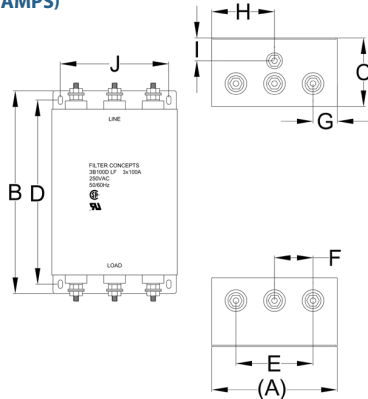 AMPS)
H
J
I
C
G
LINE
B
D
FILTER CONCEPTS
3B100D LF 3x100A
250VAC
50/60Hz
LOAD
F
E
(A)